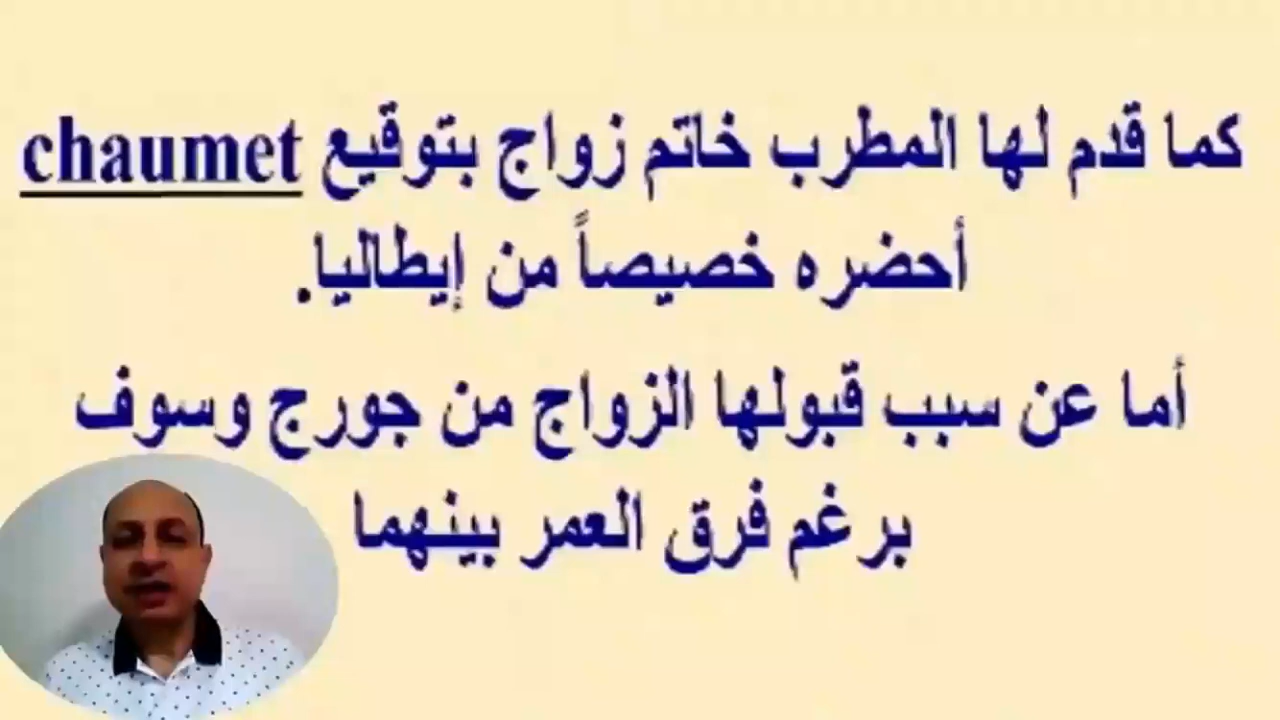 كما قدم لها المطرب خاتم زواج بتوقيع chaumet
أحضره خصيصاً من إيطاليا.
أما عن سبب قبولها الزواج من جورج وسوف
برغم فرق العمر بينهما